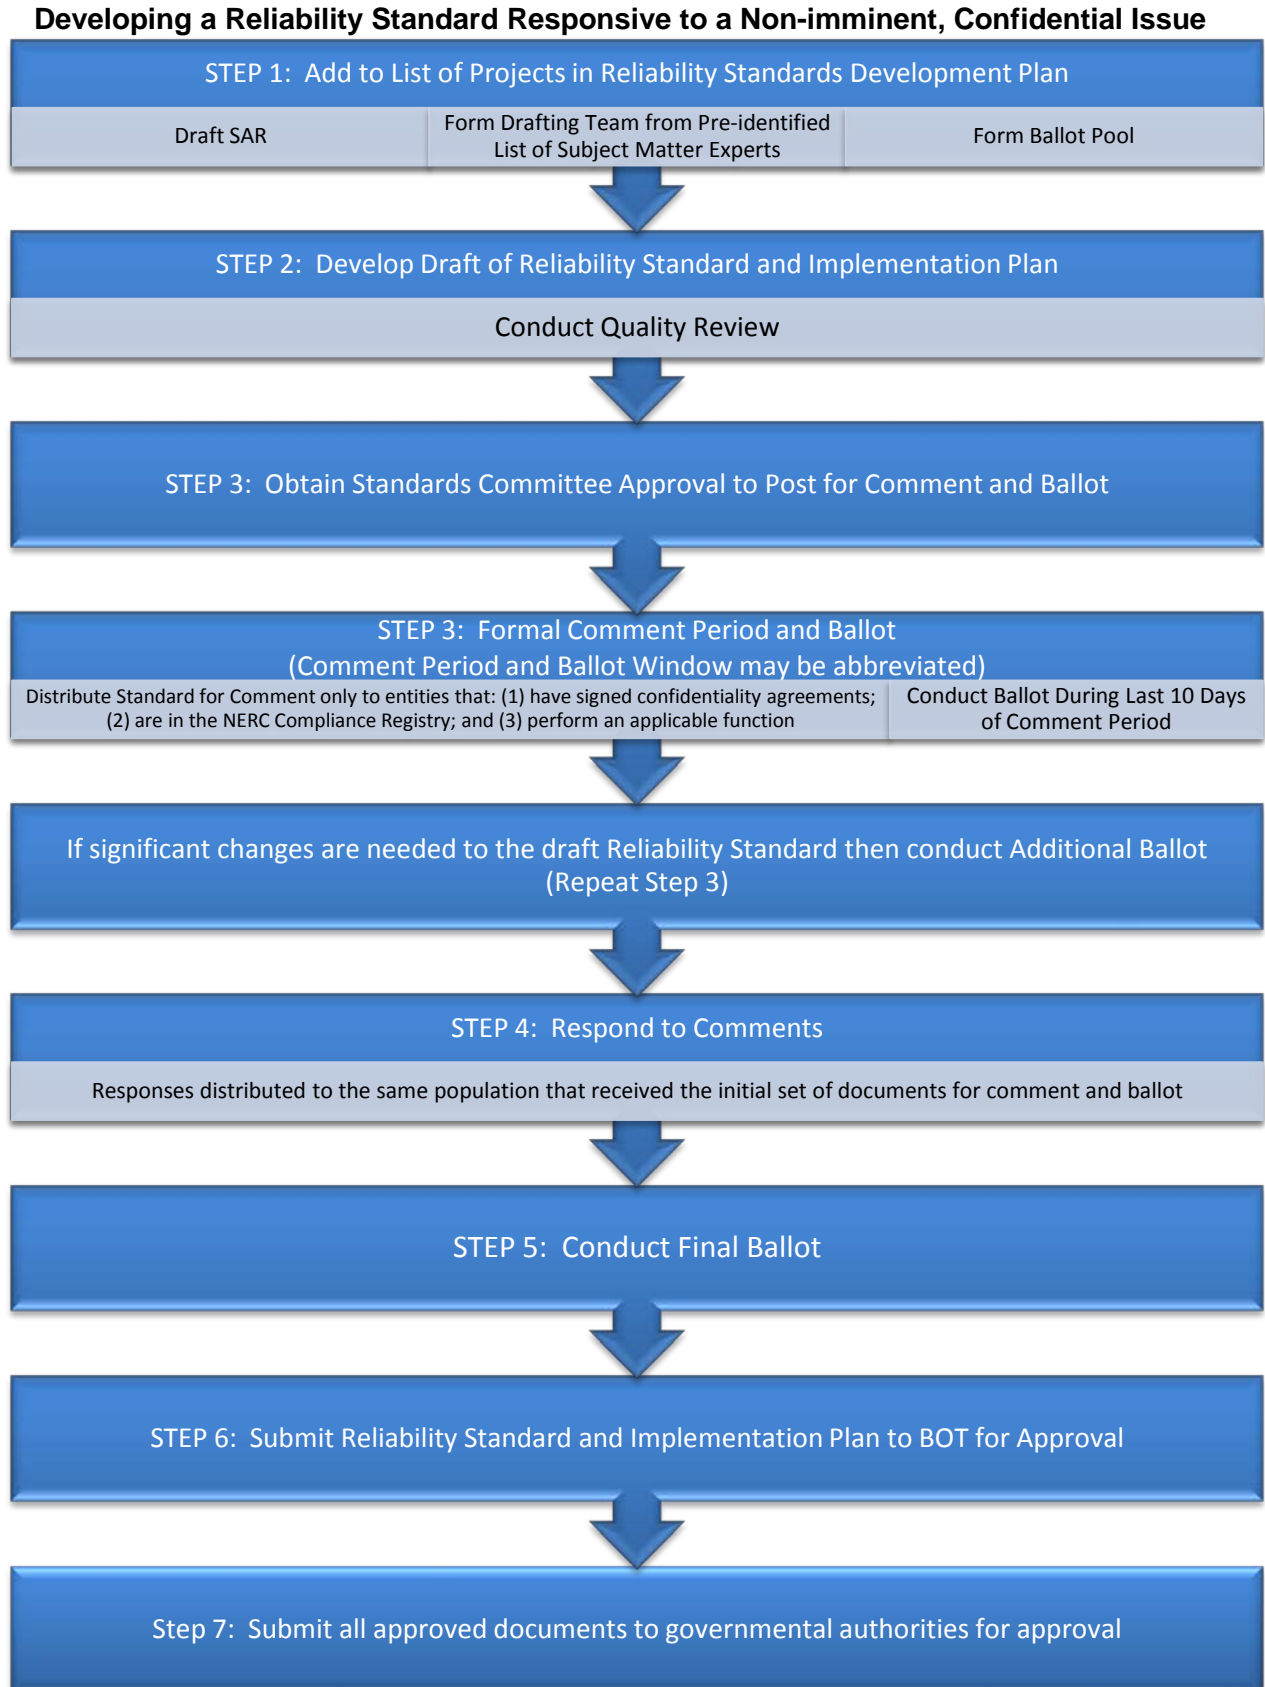 Developing a Reliability Standard Responsive to a Non-imminent, Confidential Issue
STEP 1: Add to List of Projects in Reliability Standards Development Plan
Draft SAR
Form Drafting Team from Pre-identified
List of Subject Matter Experts
Form Ballot Pool
STEP 2: Develop Draft of Reliability Standard and Implementation Plan
Conduct Quality Review
STEP 3: Obtain Standards Committee Approval to Post for Comment and Ballot
STEP 3: Formal Comment Period and Ballot
(Comment Period and Ballot Window may be abbreviated)
Distribute Standard for Comment only to entities that: (1) have signed confidentiality agreements;
(2) are in the NERC Compliance Registry; and (3) perform an applicable function
Conduct Ballot During Last 10 Days
of Comment Period
If significant changes are needed to the draft Reliability Standard then conduct Additional Ballot
(Repeat Step 3)
STEP 4: Respond to Comments
Responses distributed to the same population that received the initial set of documents for comment and ballot
STEP 5: Conduct Final Ballot
STEP 6: Submit Reliability Standard and Implementation Plan to BOT for Approval
Step 7: Submit all approved documents to governmental authorities for approval